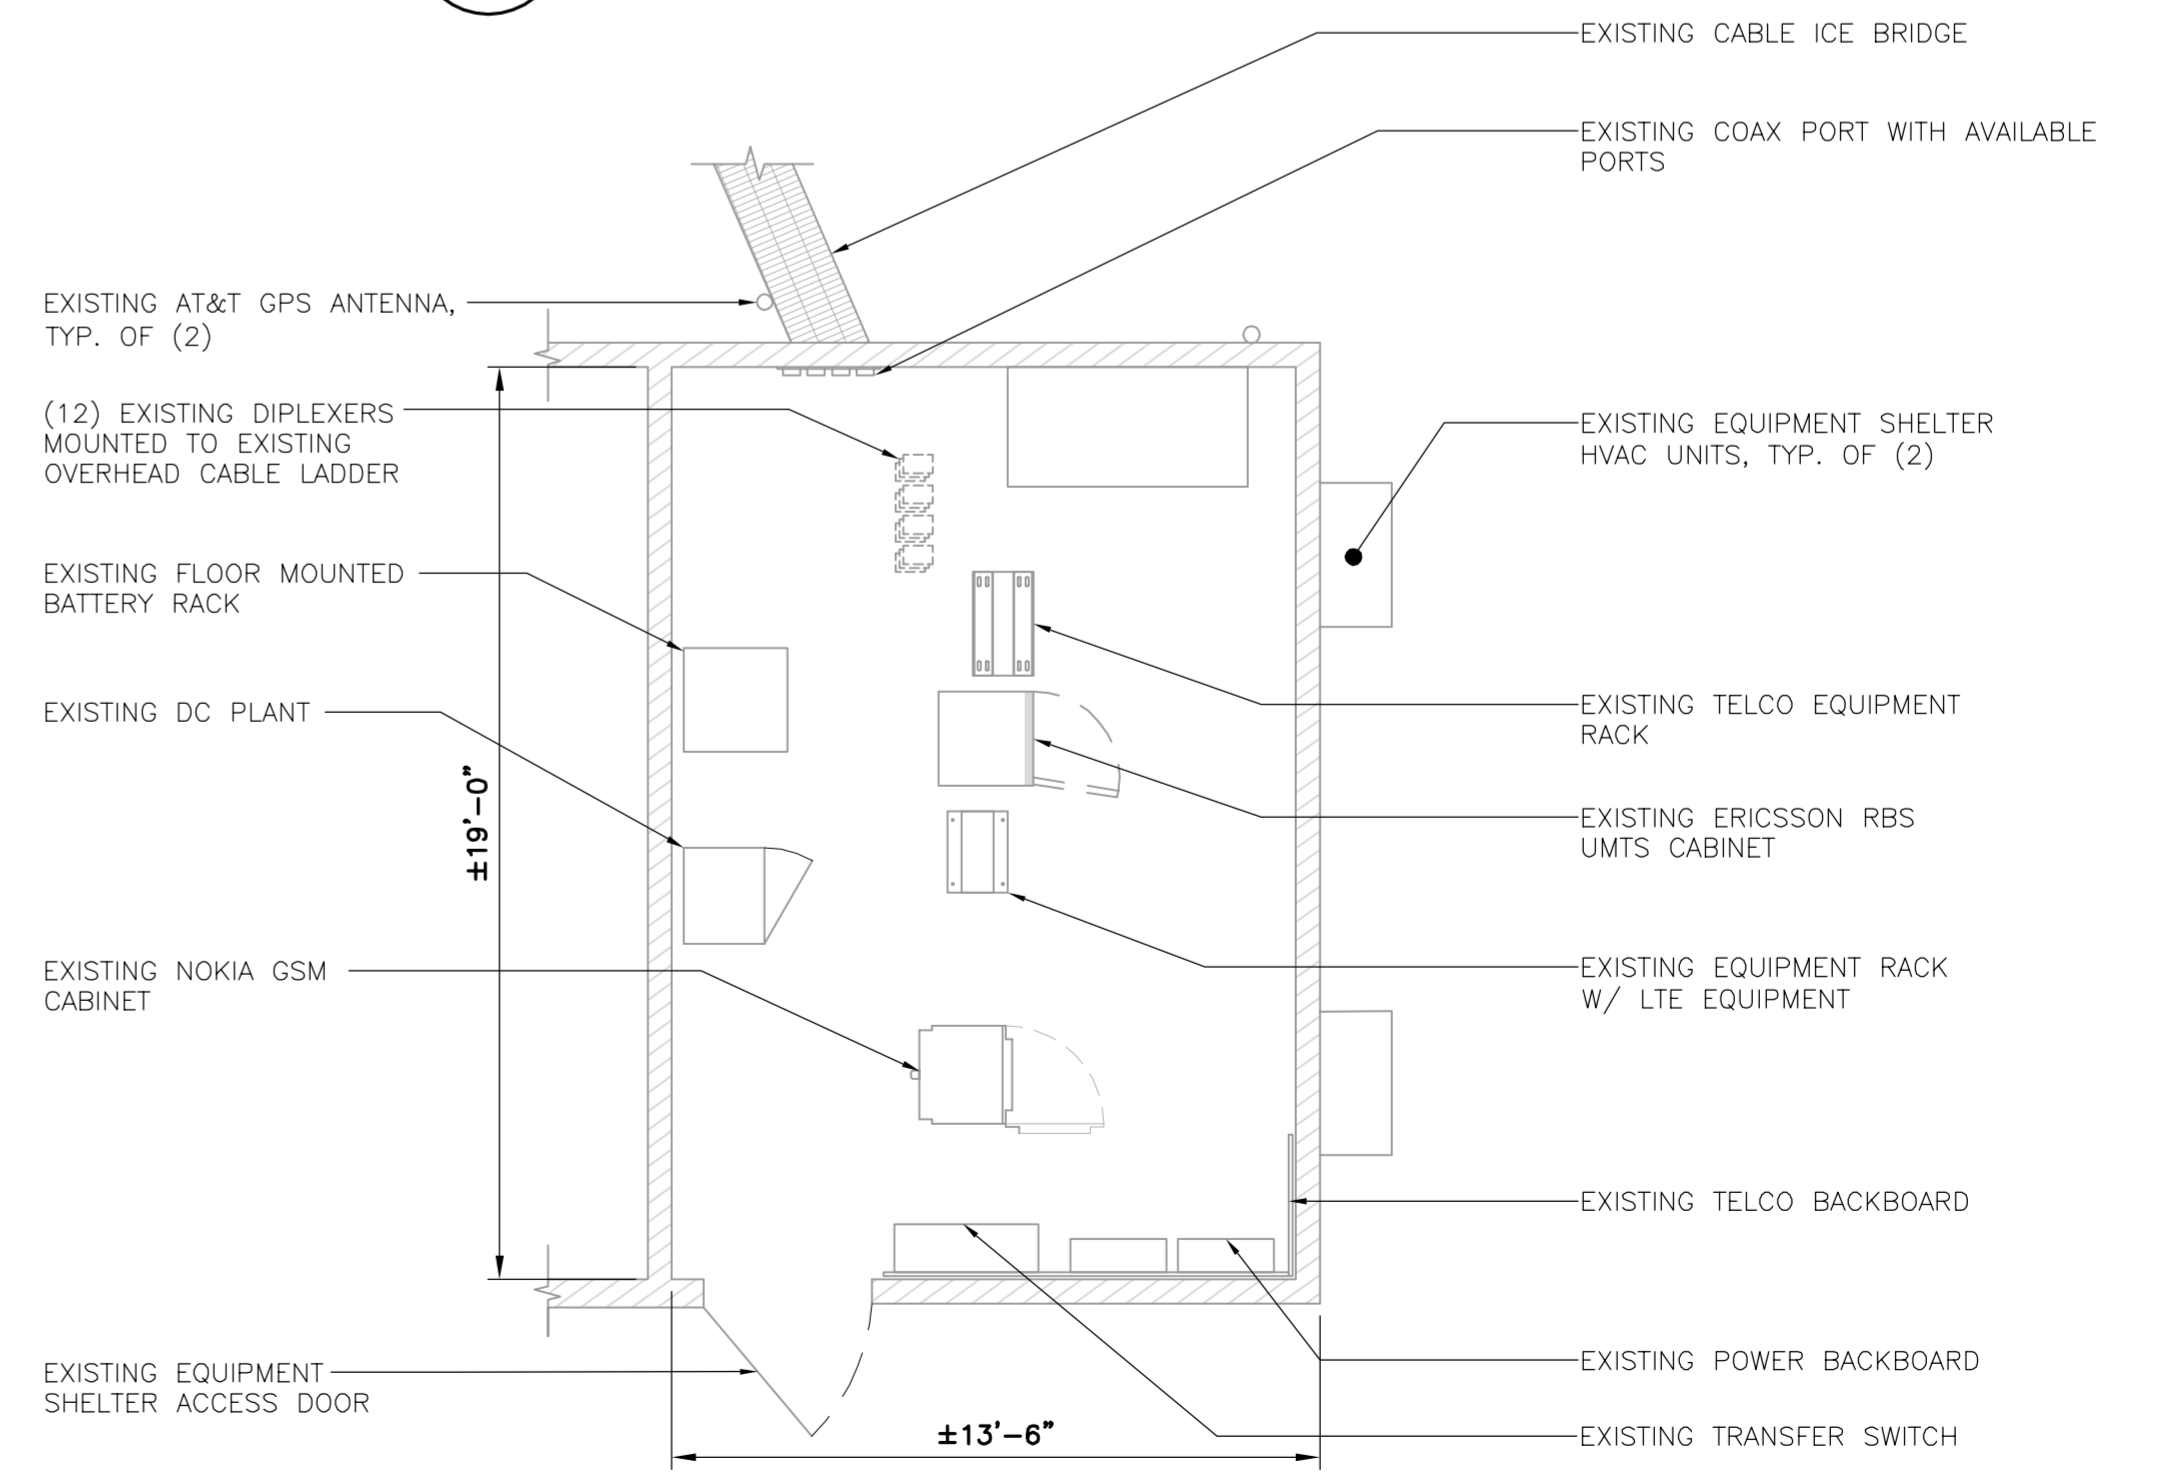 EXISTING CABLE ICE BRIDGE
EXISTING COAX PORT WITH AVAILABLE
PORTS
EXISTING AT&T GPS ANTENNA,
TYP. OF (2)
(12) EXISTING DIPLEXERS
MOUNTED TO EXISTING
OVERHEAD CABLE LADDER
EXISTING EQUIPMENT SHELTER
HVAC UNITS, TYP. OF (2)
EXISTING FLOOR MOUNTED
BATTERY RACK
EXISTING DC PLANT
EXISTING TELCO EQUIPMENT
RACK
±19'-0"
EXISTING ERICSSON RBS
UMTS CABINET
EXISTING NOKIA GSM
CABINET
EXISTING EQUIPMENT RACK
W/ LTE EQUIPMENT
EXISTING TELCO BACKBOARD
EXISTING EQUIPMENT
SHELTER ACCESS DOOR
EXISTING POWER BACKBOARD
±13'-6"
EXISTING TRANSFER SWITCH